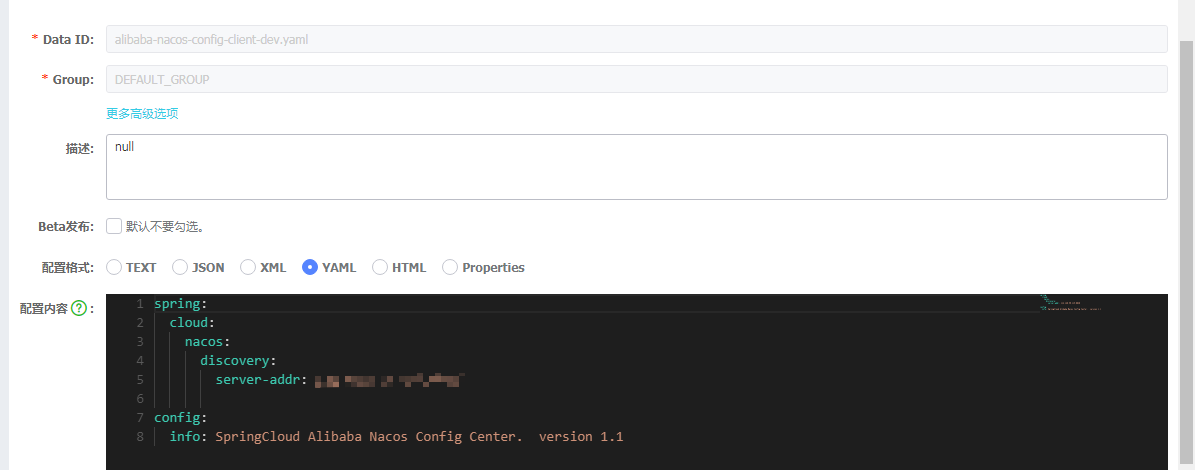 * Data ID: alibaba-nacos-config-client-dev.yaml
* Group: DEFAULT_GROUP
更多高级选项
描述: null
Beta发布: 默认不要勾选。
配置格式: TEXT JSON XML YAML HTML Properties
配置内容 ? :
1 spring:
2 cloud:
3 nacos:
4 discovery:
5 server-addr:
6
7 config:
8 info: SpringCloud Alibaba Nacos Config Center.  version 1.1